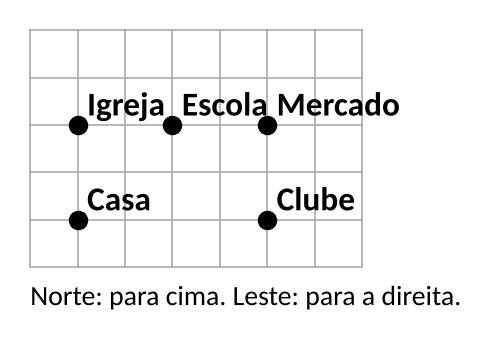 Igreja Escola Mercado
Casa Clube
Norte: para cima. Leste: para a direita.